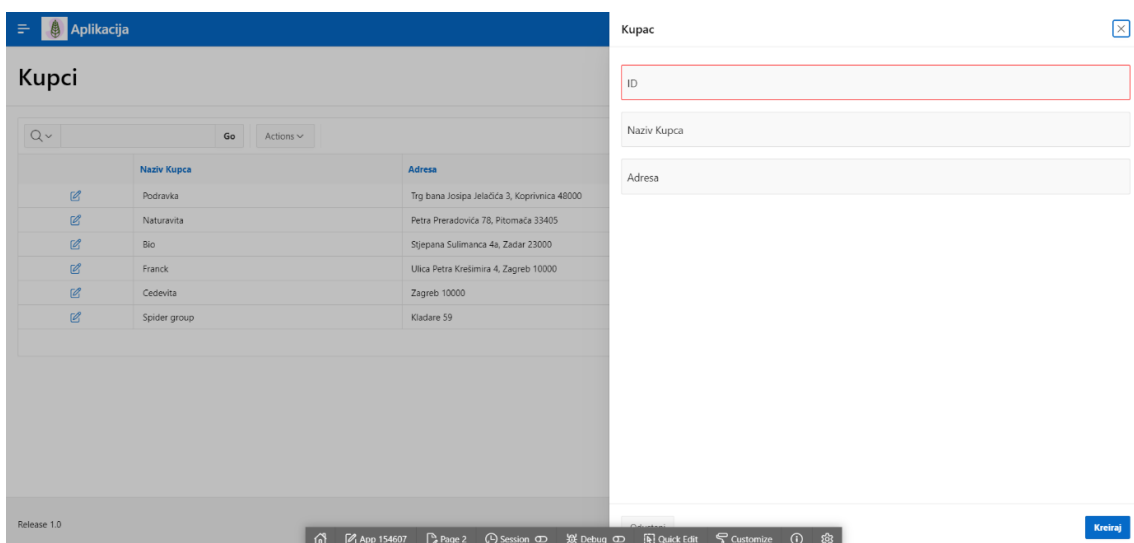 Aplikacija
Kupac
Kupci
ID
Go Actions
Naziv Kupca
Naziv Kupca Adresa
Adresa
Podravka Trg bana Josipa Jelačića 3, Koprivnica 48000
Naturavita Petra Preradovića 78, Pitomača 33405
Bio Stjepana Sulimanca 4a, Zadar 23000
Franck Ulica Petra Krešimira 4, Zagreb 10000
Cedevita Zagreb 10000
Spider group Kladare 59
Release 1.0
Odustani
Kreiraj
App 154607 Page 2 Session Debug Quick Edit Customize